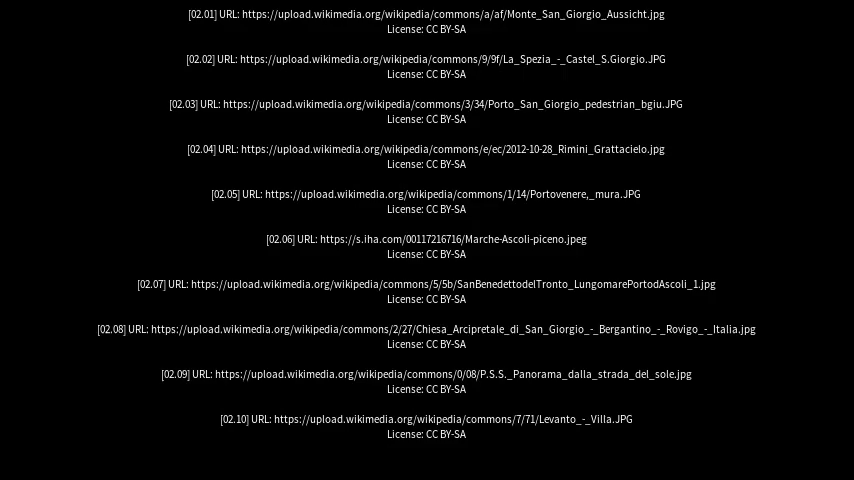 [02.01] URL: https://upload.wikimedia.org/wikipedia/commons/a/af/Monte_San_Giorgio_Aussicht.jpg
License: CC BY-SA
[02.02] URL: https://upload.wikimedia.org/wikipedia/commons/9/9f/La_Spezia_-_Castel_S.Giorgio.JPG
License: CC BY-SA
[02.03] URL: https://upload.wikimedia.org/wikipedia/commons/3/34/Porto_San_Giorgio_pedestrian_bgiu.JPG
License: CC BY-SA
[02.04] URL: https://upload.wikimedia.org/wikipedia/commons/e/ec/2012-10-28_Rimini_Grattacielo.jpg
License: CC BY-SA
[02.05] URL: https://upload.wikimedia.org/wikipedia/commons/1/14/Portovenere,_mura.JPG
License: CC BY-SA
[02.06] URL: https://s.iha.com/00117216716/Marche-Ascoli-piceno.jpeg
License: CC BY-SA
[02.07] URL: https://upload.wikimedia.org/wikipedia/commons/5/5b/SanBenedettodelTronto_LungomarePortodAscoli_1.jpg
License: CC BY-SA
[02.08] URL: https://upload.wikimedia.org/wikipedia/commons/2/27/Chiesa_Arcipretale_di_San_Giorgio_-_Bergantino_-_Rovigo_-_Italia.jpg
License: CC BY-SA
[02.09] URL: https://upload.wikimedia.org/wikipedia/commons/0/08/P.S.S._Panorama_dalla_strada_del_sole.jpg
License: CC BY-SA
[02.10] URL: https://upload.wikimedia.org/wikipedia/commons/7/71/Levanto_-_Villa.JPG
License: CC BY-SA